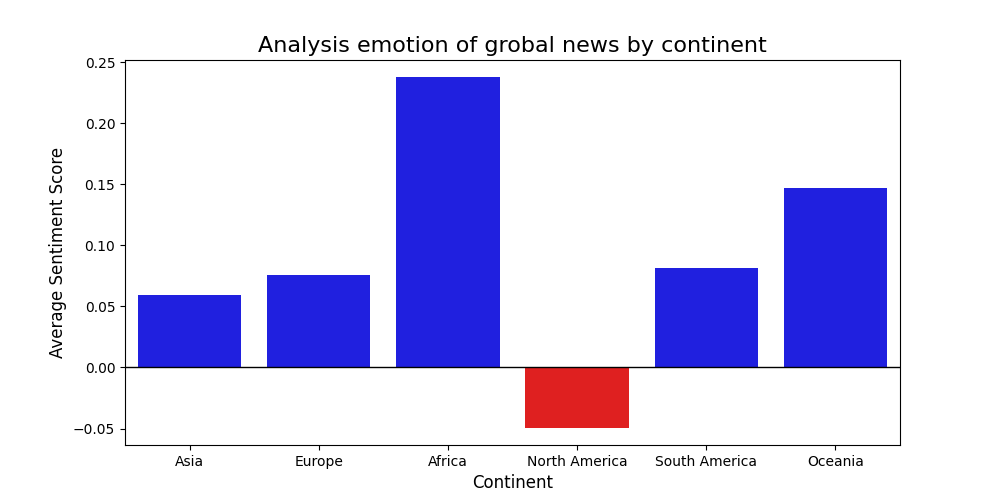 Analysis emotion of grobal news by continent
0.25
0.20
0.15
0.10
0.05
0.00
−0.05
Average Sentiment Score
Asia Europe Africa North America South America Oceania
Continent